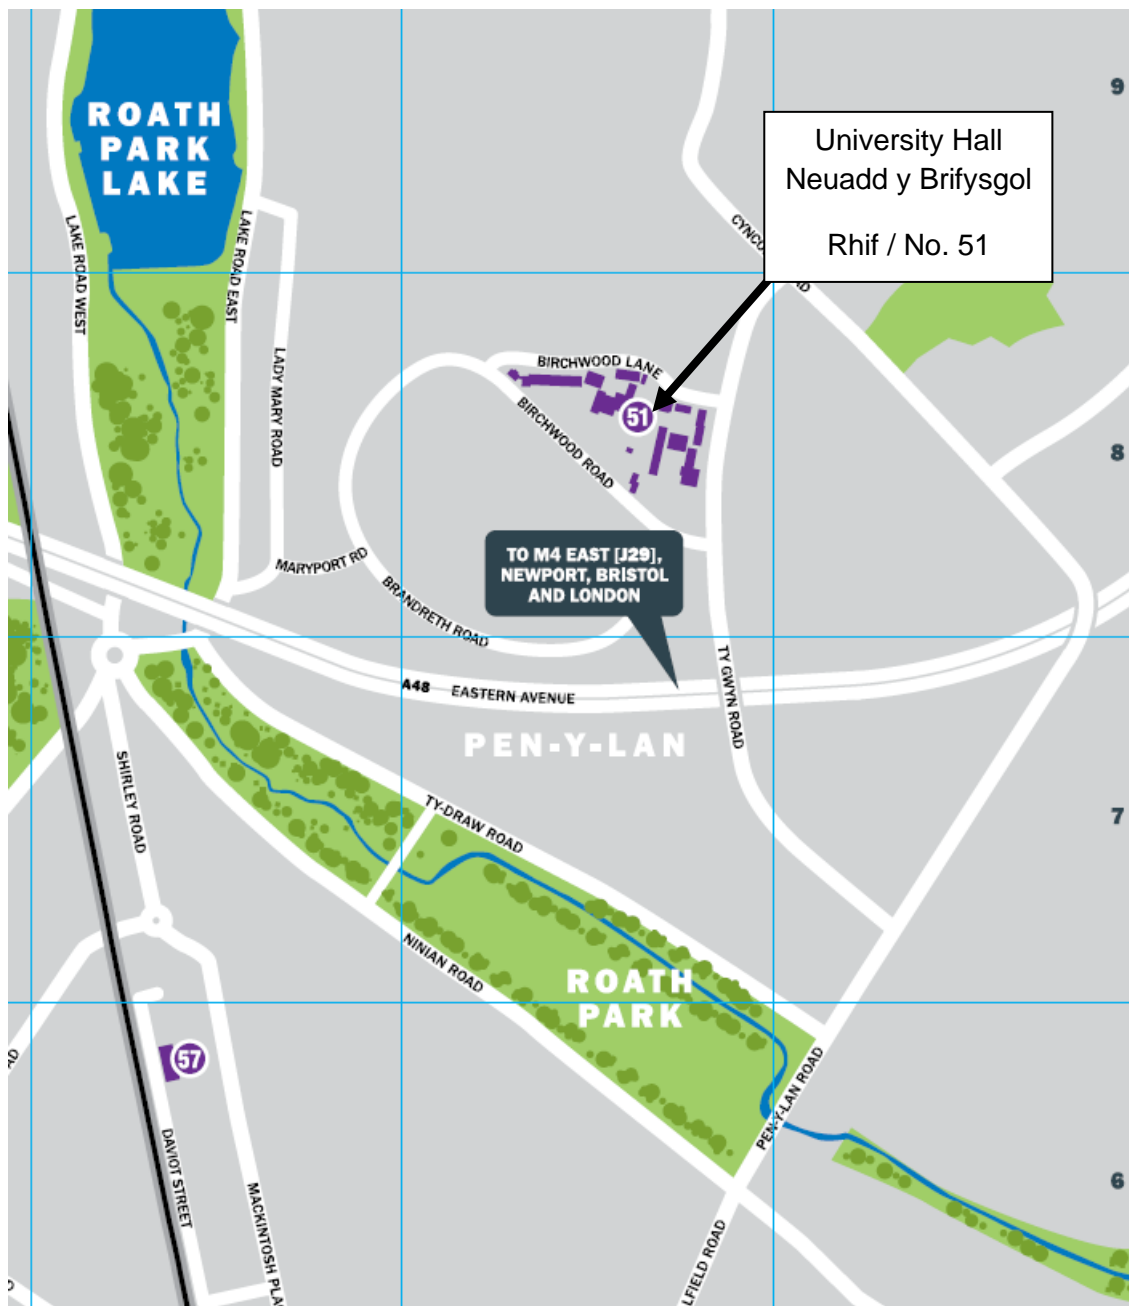 9
ROATH
PARK
LAKE
University Hall
Neuadd y Brifysgol
Rhif / No. 51
LAKE ROAD WEST
LAKE ROAD EAST
LADY MARY ROAD
BIRCHWOOD LANE
51
BIRCHWOOD ROAD
8
MARYPORT RD
BRANDRETH ROAD
TO M4 EAST [J29],
NEWPORT, BRISTOL
AND LONDON
TY GWYN ROAD
A48 EASTERN AVENUE
PEN-Y-LAN
SHIRLEY ROAD
TY-DRAW ROAD
7
NINIAN ROAD
ROATH
PARK
57
PEN-Y-LAN ROAD
DAVIOT STREET
6